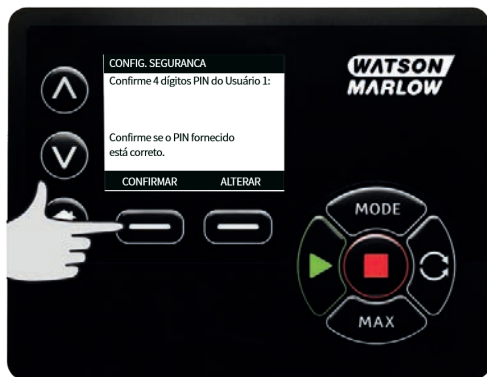 CONFIG. SEGURANCA
Confirme 4 dígitos PIN do Usuário 1:
Confirme se o PIN fornecido
está correto.
CONFIRMAR ALTERAR
WATSON
MARLOW
MODE
MAX